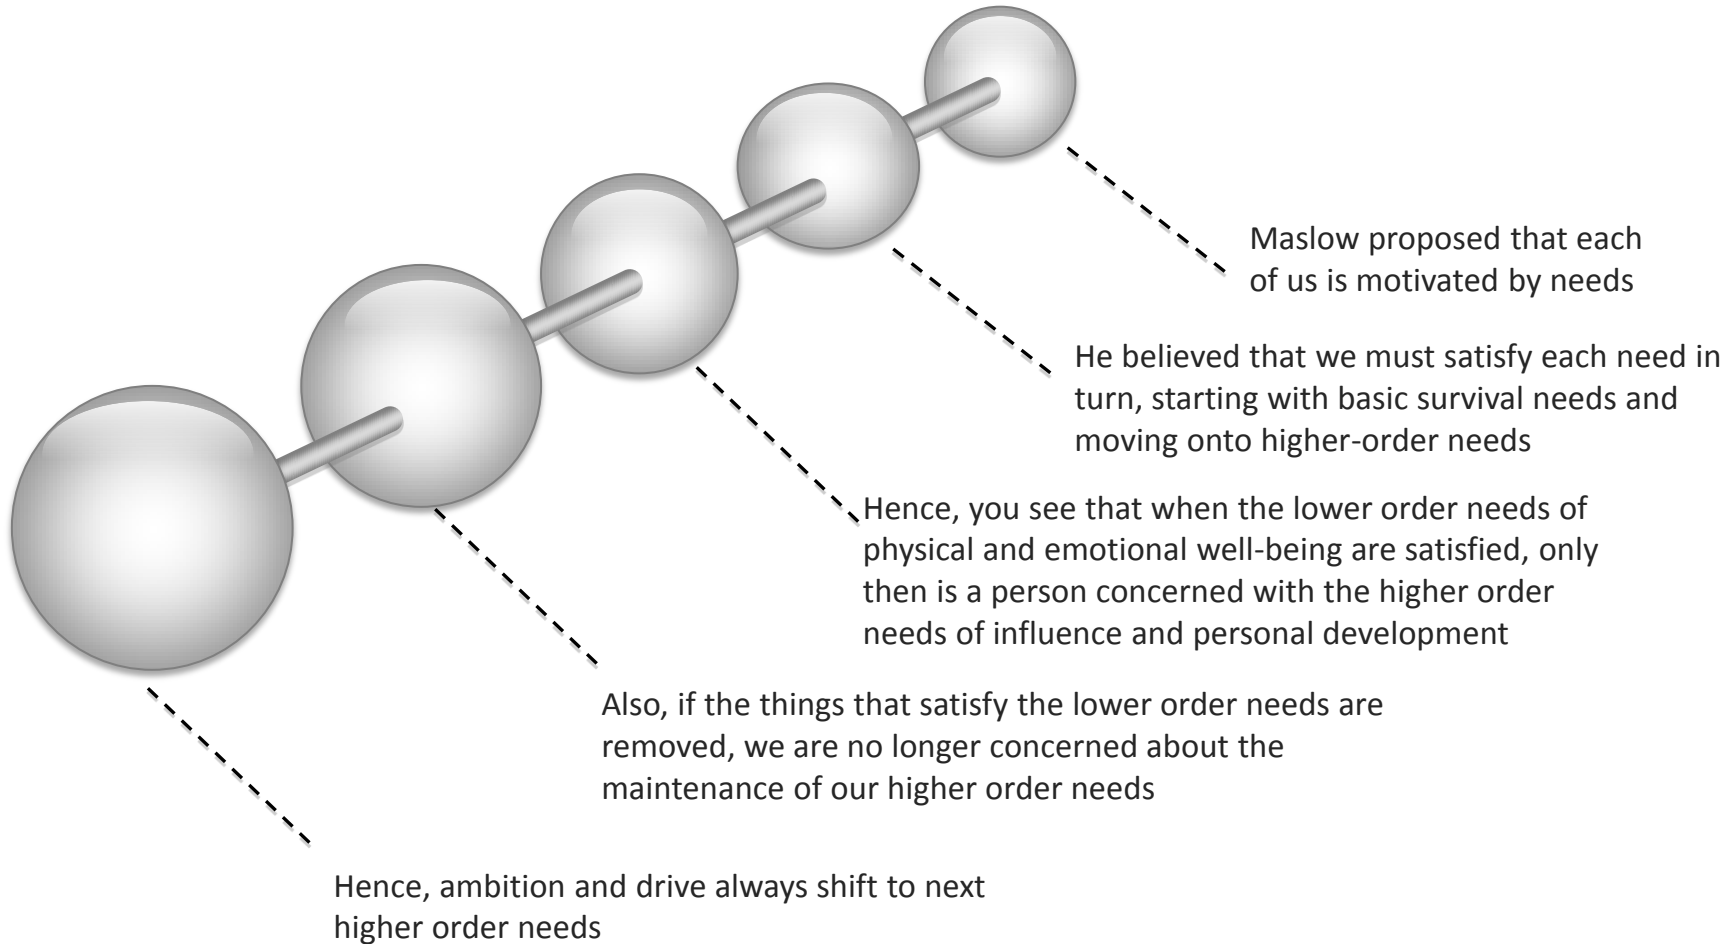 Maslow proposed that each
of us is motivated by needs
He believed that we must satisfy each need in
turn, starting with basic survival needs and
moving onto higher-order needs
Hence, you see that when the lower order needs of
physical and emotional well-being are satisfied, only
then is a person concerned with the higher order
needs of influence and personal development
Also, if the things that satisfy the lower order needs are
removed, we are no longer concerned about the
maintenance of our higher order needs
Hence, ambition and drive always shift to next
higher order needs